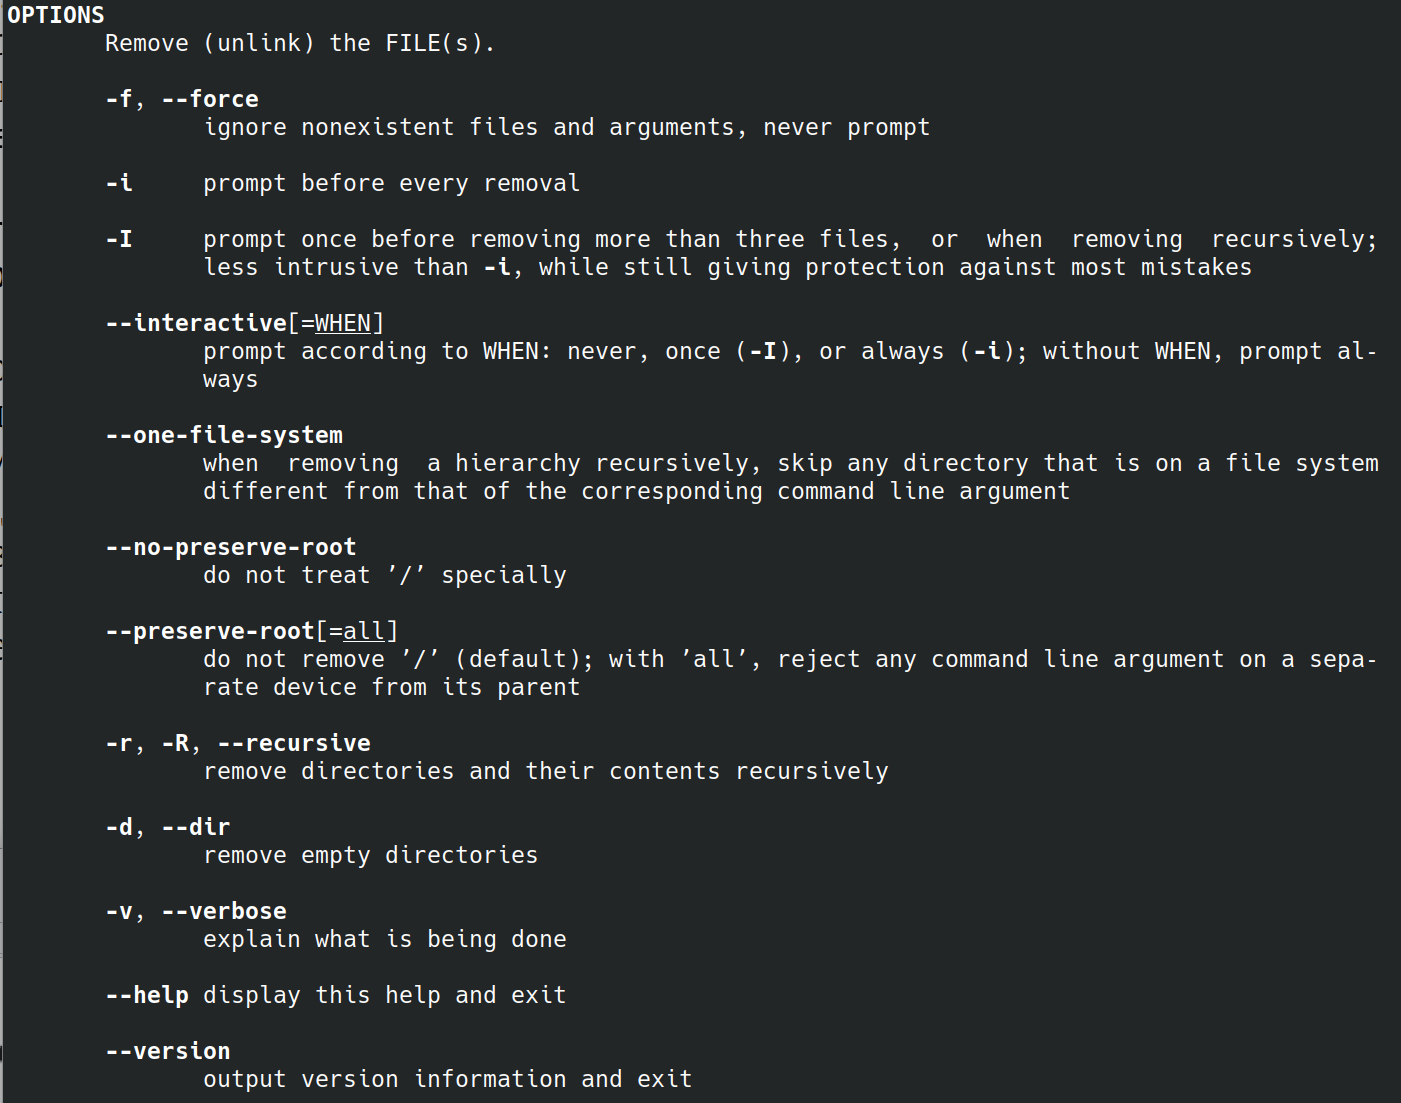 OPTIONS
Remove (unlink) the FILE(s).
-f, --force
ignore nonexistent files and arguments, never prompt
-i prompt before every removal
-I prompt once before removing more than three files, or when removing recursively;
less intrusive than -i, while still giving protection against most mistakes
--interactive[=WHEN]
prompt according to WHEN: never, once (-I), or always (-i); without WHEN, prompt al-
ways
--one-file-system
when removing a hierarchy recursively, skip any directory that is on a file system
different from that of the corresponding command line argument
--no-preserve-root
do not treat ’/’ specially
--preserve-root[=all]
do not remove ’/’ (default); with ’all’, reject any command line argument on a sepa-
rate device from its parent
-r, -R, --recursive
remove directories and their contents recursively
-d, --dir
remove empty directories
-v, --verbose
explain what is being done
--help display this help and exit
--version
output version information and exit